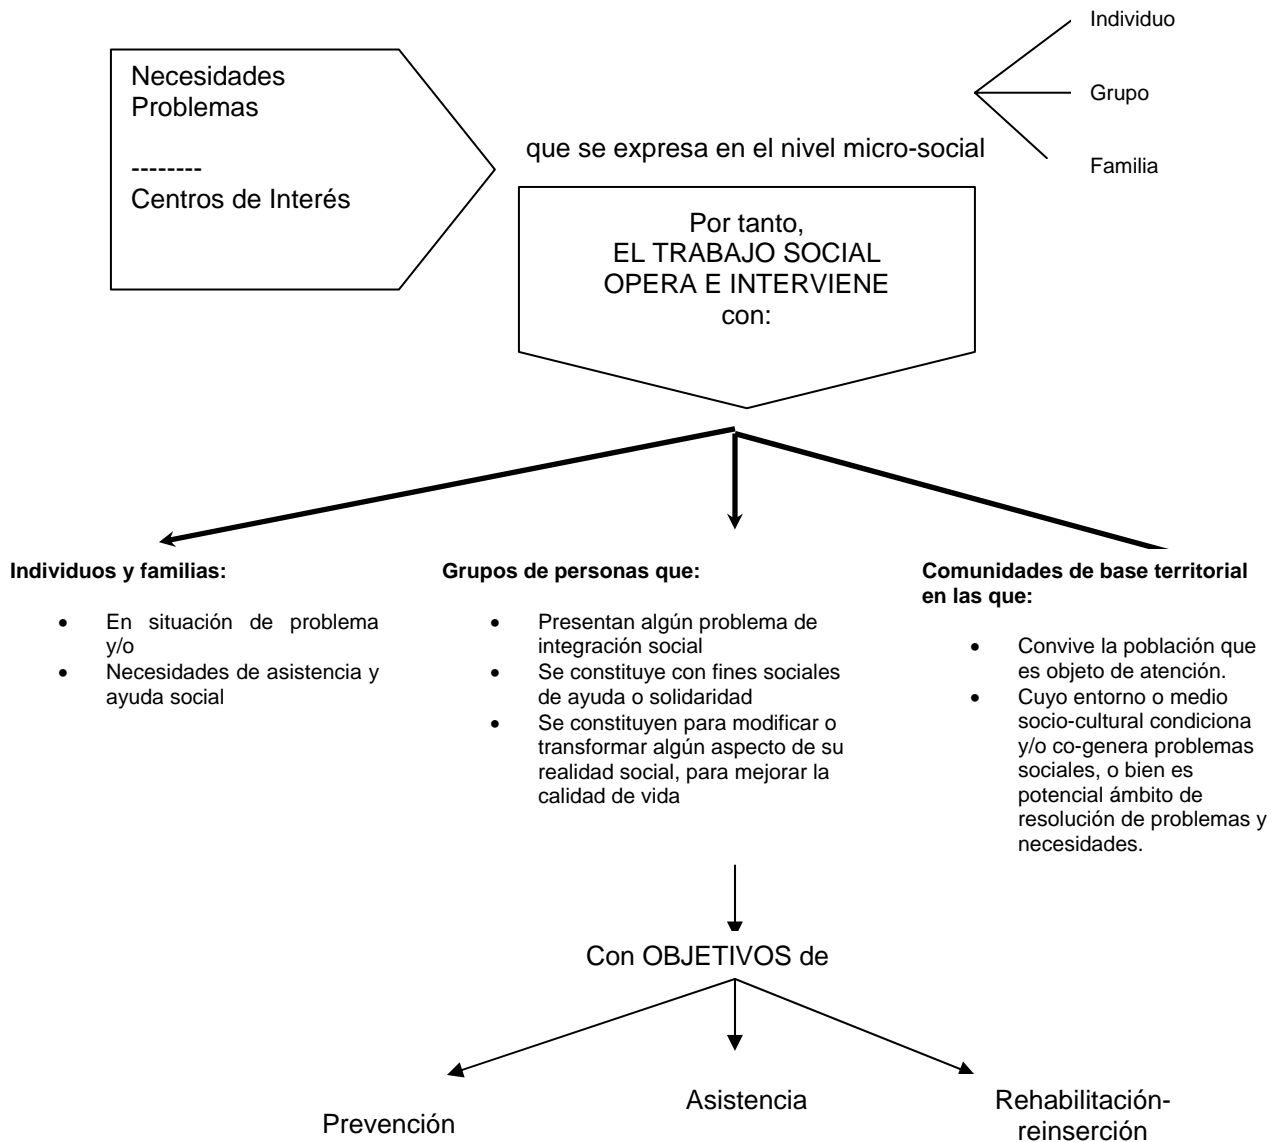 Individuo
Grupo
Familia
Necesidades
Problemas
--------
Centros de Interés
que se expresa en el nivel micro-social
Por tanto,
EL TRABAJO SOCIAL
OPERA E INTERVIENE
con:
Individuos y familias:
• En situación de problema
y/o
• Necesidades de asistencia y
ayuda social
Grupos de personas que:
• Presentan algún problema de
integración social
• Se constituye con fines sociales
de ayuda o solidaridad
• Se constituyen para modificar o
transformar algún aspecto de su
realidad social, para mejorar la
calidad de vida
Comunidades de base territorial
en las que:
• Convive la población que
es objeto de atención.
• Cuyo entorno o medio
socio-cultural condiciona
y/o co-genera problemas
sociales, o bien es
potencial ámbito de
resolución de problemas y
necesidades.
Con OBJETIVOS de
Prevención
Asistencia
Rehabilitación-
reinserción